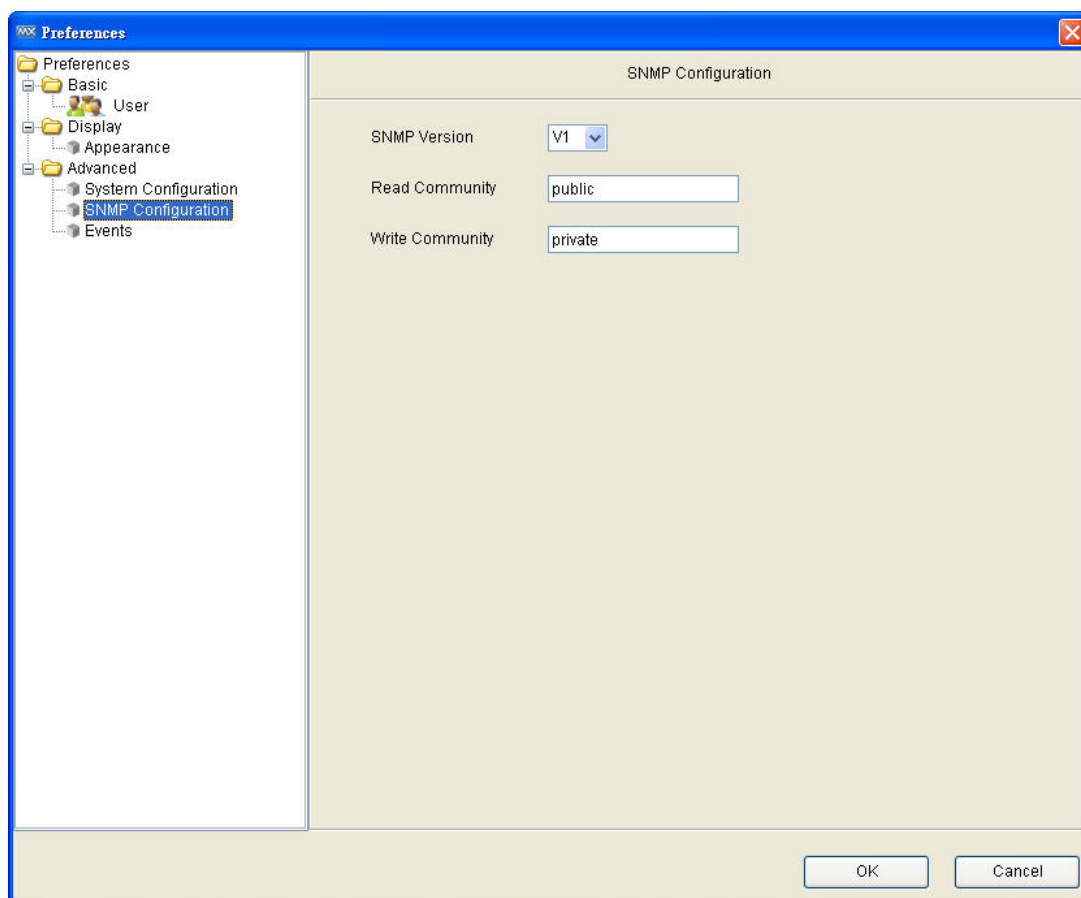 MX Preferences
Preferences
Basic
User
Display
Appearance
Advanced
System Configuration
SNMP Configuration
Events
SNMP Configuration
SNMP Version V1
Read Community public
Write Community private
OK Cancel